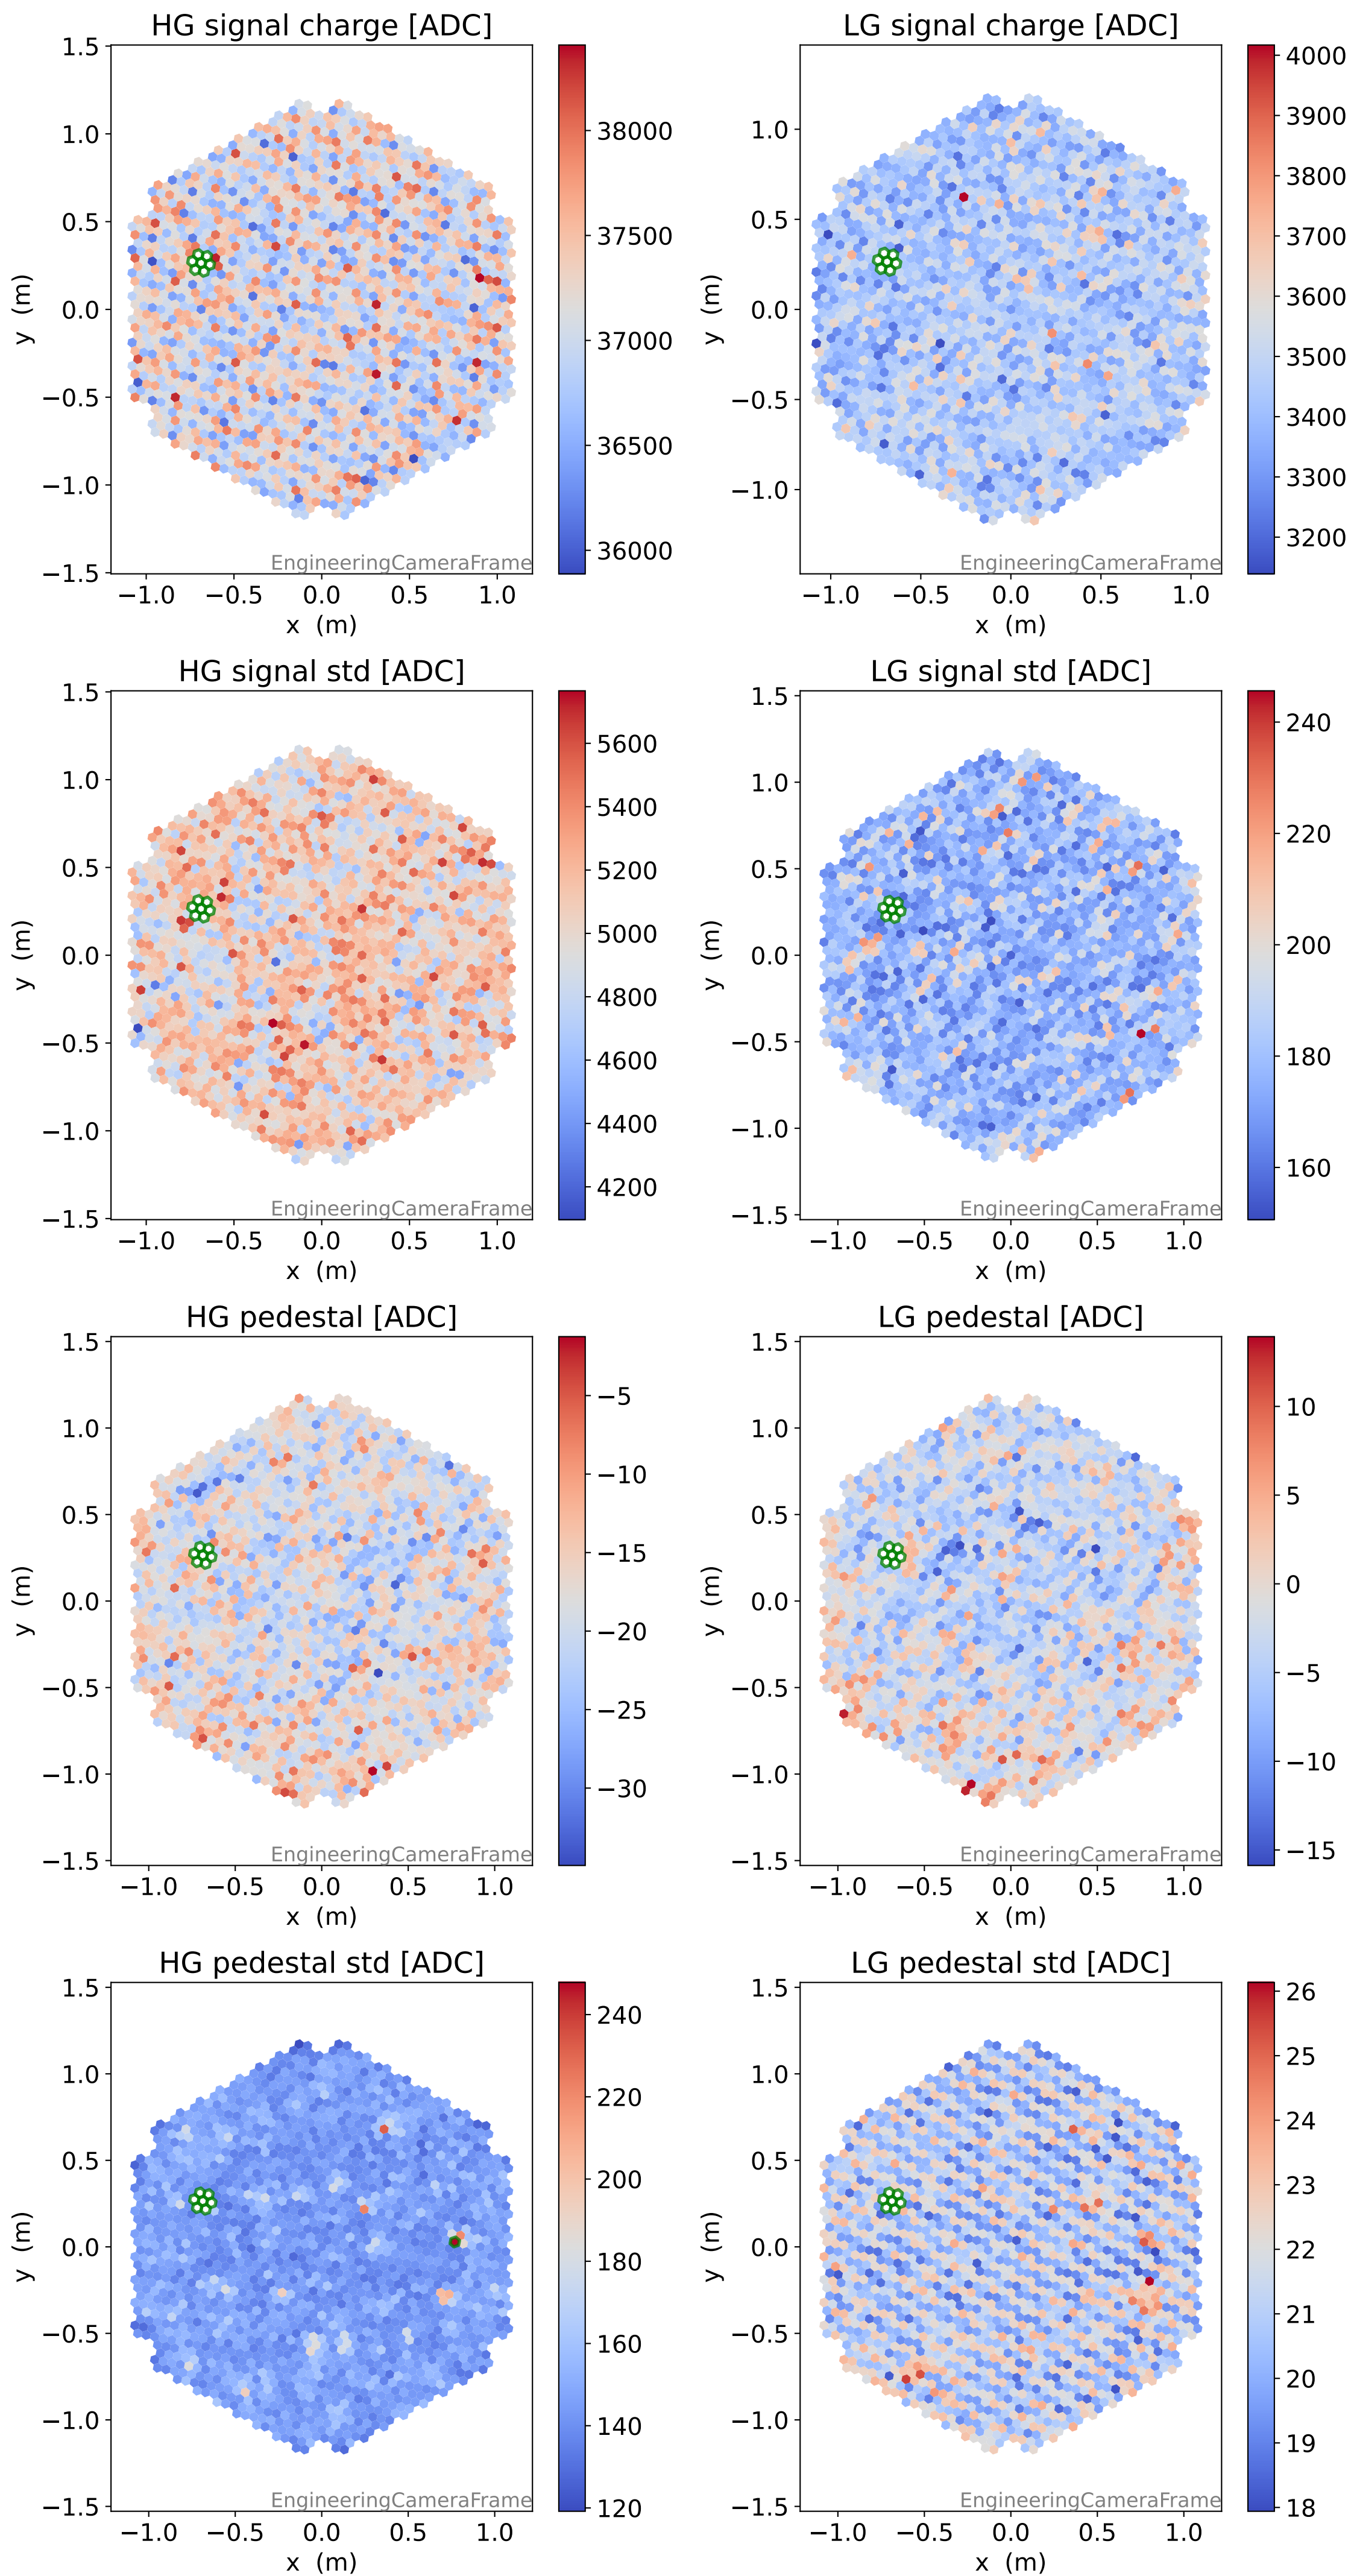 HG signal charge [ADC]
1.5
1.0
0.5
0.0
−0.5
−1.0
−1.5
y (m)
−1.0 −0.5 0.0 0.5 1.0
x (m)
EngineeringCameraFrame
38000
37500
37000
36500
36000
LG signal charge [ADC]
1.0
0.5
0.0
−0.5
−1.0
y (m)
−1.0 −0.5 0.0 0.5 1.0
x (m)
EngineeringCameraFrame
4000
3900
3800
3700
3600
3500
3400
3300
3200
HG signal std [ADC]
1.5
1.0
0.5
0.0
−0.5
−1.0
−1.5
y (m)
−1.0 −0.5 0.0 0.5 1.0
x (m)
EngineeringCameraFrame
5600
5400
5200
5000
4800
4600
4400
4200
LG signal std [ADC]
1.5
1.0
0.5
0.0
−0.5
−1.0
−1.5
y (m)
−1.0 −0.5 0.0 0.5 1.0
x (m)
EngineeringCameraFrame
240
220
200
180
160
HG pedestal [ADC]
1.5
1.0
0.5
0.0
−0.5
−1.0
−1.5
y (m)
−1.0 −0.5 0.0 0.5 1.0
x (m)
EngineeringCameraFrame
−5
−10
−15
−20
−25
−30
LG pedestal [ADC]
1.5
1.0
0.5
0.0
−0.5
−1.0
−1.5
y (m)
−1.0 −0.5 0.0 0.5 1.0
x (m)
EngineeringCameraFrame
10
5
0
−5
−10
−15
HG pedestal std [ADC]
1.5
1.0
0.5
0.0
−0.5
−1.0
−1.5
y (m)
−1.0 −0.5 0.0 0.5 1.0
x (m)
EngineeringCameraFrame
240
220
200
180
160
140
120
LG pedestal std [ADC]
1.5
1.0
0.5
0.0
−0.5
−1.0
−1.5
y (m)
−1.0 −0.5 0.0 0.5 1.0
x (m)
EngineeringCameraFrame
26
25
24
23
22
21
20
19
18